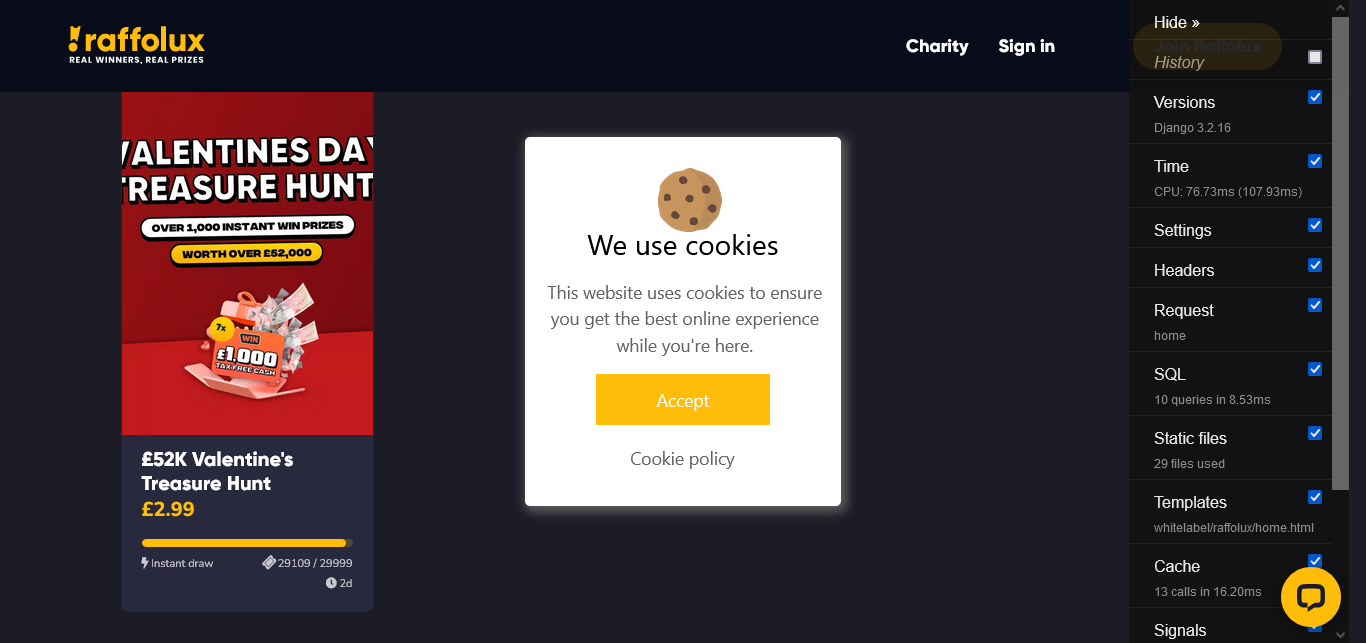 raffolux
REAL WINNERS, REAL PRIZES
Charity
Sign in
Join Raffolux
VALENTINES DAY
TREASURE HUNT
OVER 1,000 INSTANT WIN PRIZES
WORTH OVER £52,000
7x
WIN
£1,000
TAX FREE CASH
£52K Valentine's
Treasure Hunt
£2.99
Instant draw
29109 / 29999
2d
We use cookies
This website uses cookies to ensure
you get the best online experience
while you're here.
Accept
Cookie policy
Hide »
History
Versions
Django 3.2.16
Time
CPU: 76.73ms (107.93ms)
Settings
Headers
Request
home
SQL
10 queries in 8.53ms
Static files
29 files used
Templates
whitelabel/raffolux/home.html
Cache
13 calls in 16.20ms
Signals